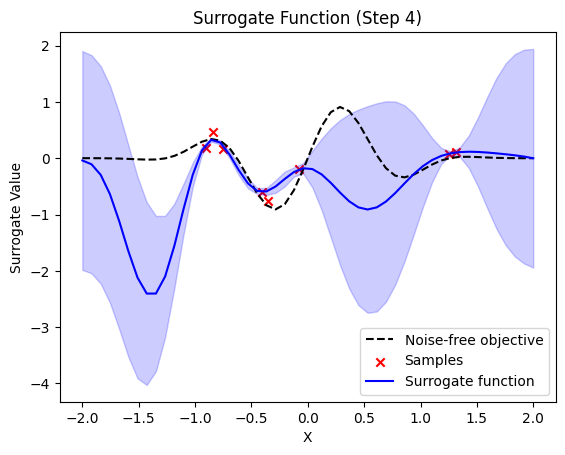 Surrogate Function (Step 4)
Surrogate Value
2
1
0
−1
−2
−3
−4
−2.0 −1.5 −1.0 −0.5 0.0 0.5 1.0 1.5 2.0
X
Noise-free objective
Samples
Surrogate function